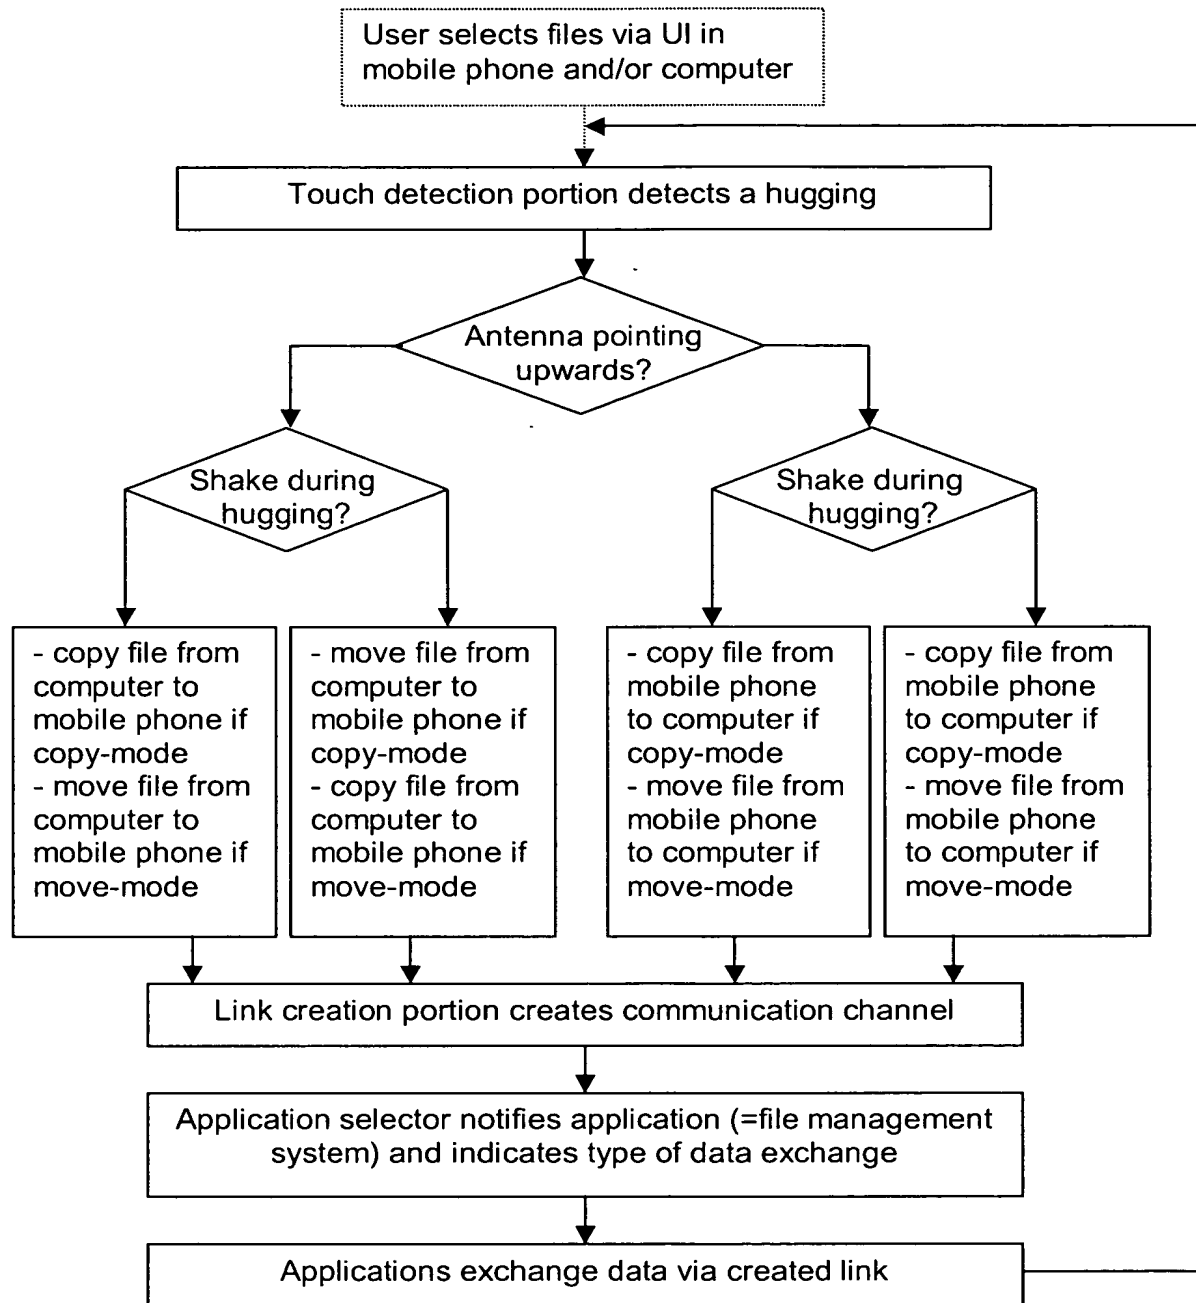 User selects files via UI in
mobile phone and/or computer
Touch detection portion detects a hugging
Antenna pointing
upwards?
Shake during
hugging?
Shake during
hugging?
- copy file from
computer to
mobile phone if
copy-mode
- move file from
computer to
mobile phone if
move-mode
- move file from
computer to
mobile phone if
copy-mode
- copy file from
computer to
mobile phone if
move-mode
- copy file from
mobile phone
to computer if
copy-mode
- move file from
mobile phone
to computer if
move-mode
- copy file from
mobile phone
to computer if
copy-mode
- move file from
mobile phone
to computer if
move-mode
Link creation portion creates communication channel
Application selector notifies application (=file management
system) and indicates type of data exchange
Applications exchange data via created link